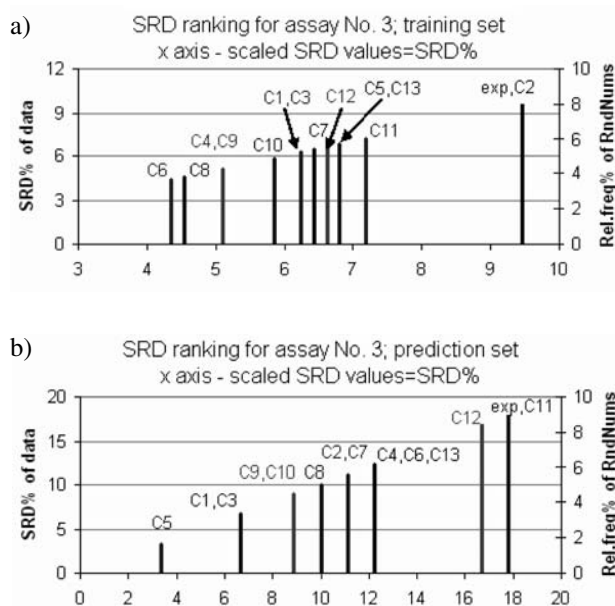 a)
SRD ranking for assay No. 3; training set
x axis - scaled SRD values=SRD%
SRD% of data
12
9
6
3
0
10
8
6
4
2
0
Rel.freq% of RndNums
C6
C8
C4,C9
C10
C1,C3
C7
C12
C5,C13
C11
exp,C2
3 4 5 6 7 8 9 10
b)
SRD ranking for assay No. 3; prediction set
x axis - scaled SRD values=SRD%
SRD% of data
20
15
10
5
0
10
8
6
4
2
0
Rel.freq% of RndNums
C5
C1,C3
C9,C10
C8
C2,C7
C4,C6,C13
C12
exp,C11
0 2 4 6 8 10 12 14 16 18 20